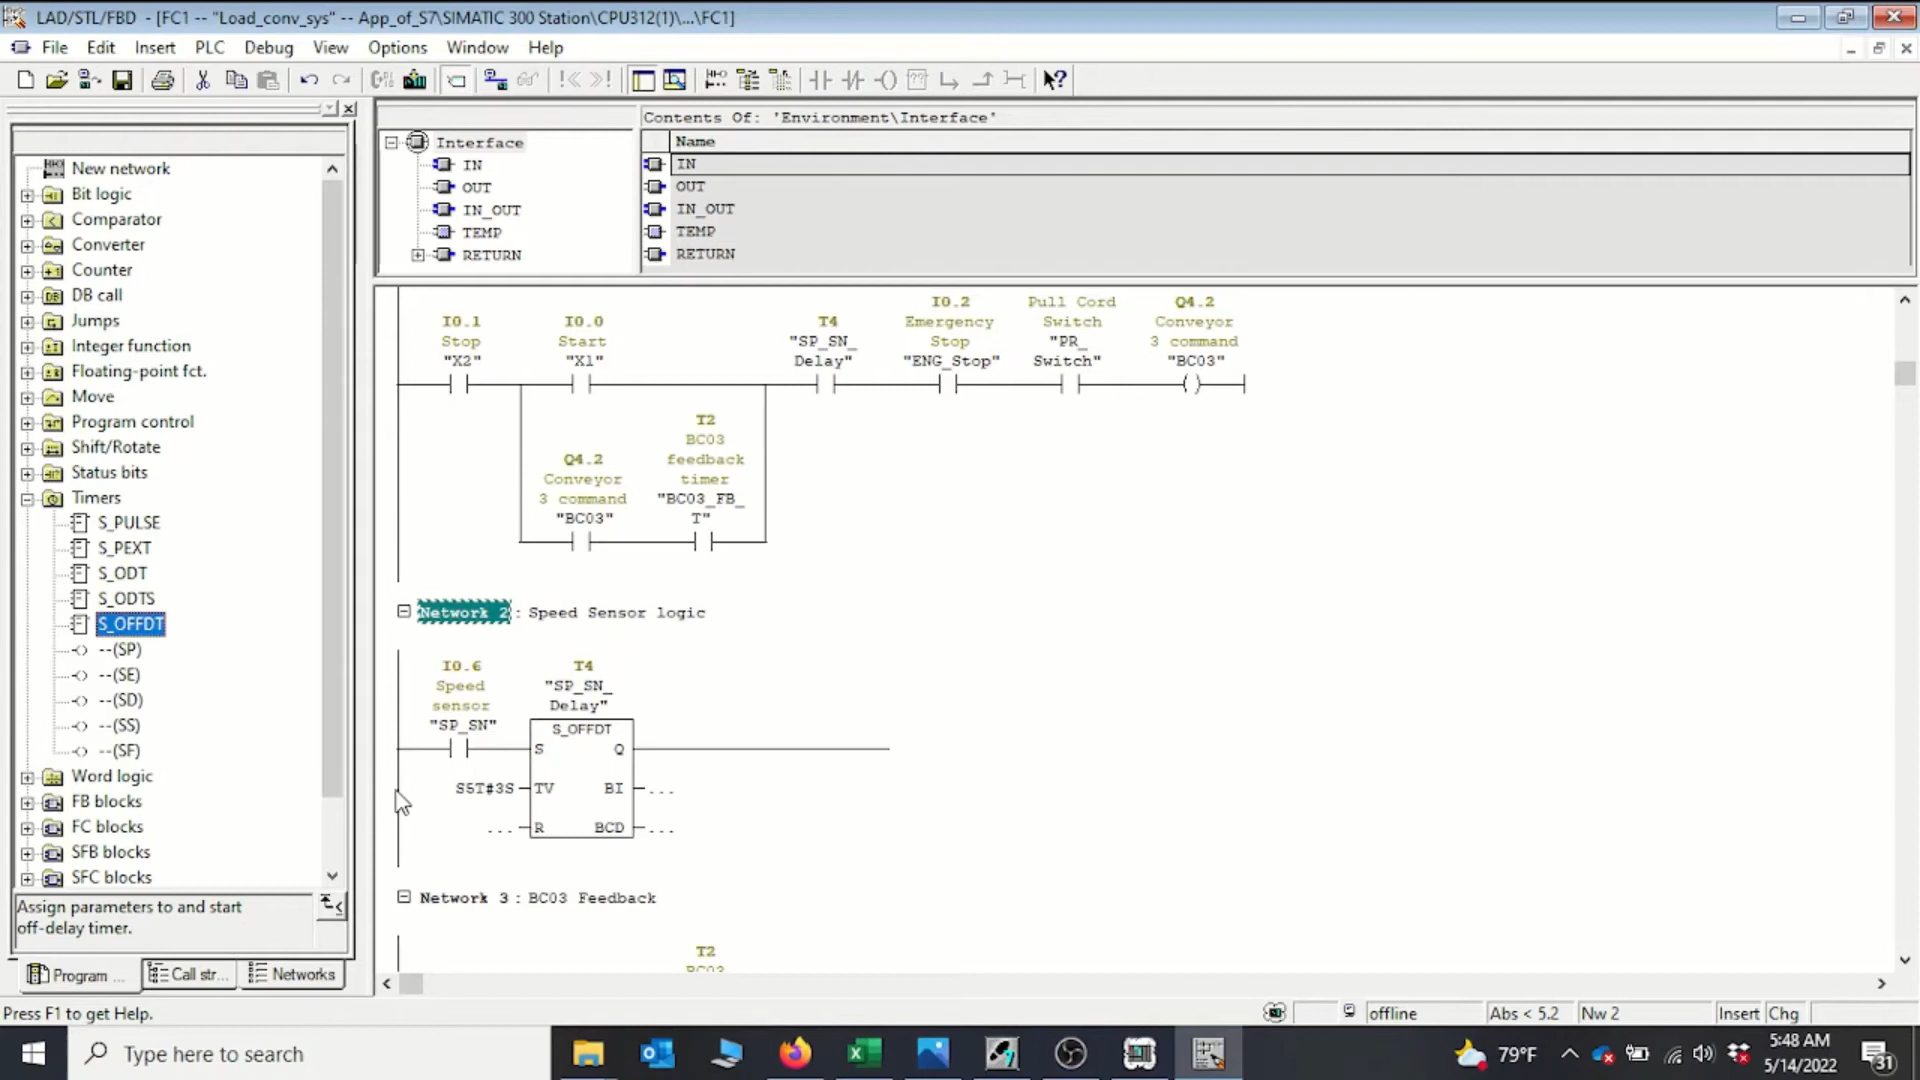 LAD/STL/FBD - [FC1 -- "Load_conv_sys" -- App_of_S7\SIMATIC 300 Station\CPU312(1)\...\FC1]
File Edit Insert PLC Debug View Options Window Help
New network
Bit logic
Comparator
Converter
Counter
DB call
Jumps
Integer function
Floating-point fct.
Move
Program control
Shift/Rotate
Status bits
Timers
S_PULSE
S_PEXT
S_ODT
S_ODTS
S_OFFDT
--(SP)
--(SE)
--(SD)
--(SS)
--(SF)
Word logic
FB blocks
FC blocks
SFB blocks
SFC blocks
Assign parameters to and start
off-delay timer.
Program ... Call str... Networks
Contents Of: 'Environment\Interface'
Interface
IN
OUT
IN_OUT
TEMP
RETURN
Name
IN
OUT
IN_OUT
TEMP
RETURN
I0.1
Stop
"X2"
I0.0
Start
"X1"
T4
"SP_SN_
Delay"
I0.2
Emergency
Stop
"ENG_Stop"
Pull Cord
Switch
"PR_
Switch"
Q4.2
Conveyor
3 command
"BC03"
Q4.2
Conveyor
3 command
"BC03"
T2
BC03
feedback
timer
"BC03_FB_
T"
Network 2 : Speed Sensor logic
I0.6
Speed
sensor
"SP_SN"
T4
"SP_SN_
Delay"
S_OFFDT
S Q
S5T#3S TV BI ...
... R BCD ...
Network 3 : BC03 Feedback
T2
BC03
Press F1 to get Help.
offline Abs < 5.2 Nw 2 Insert Chg
Type here to search
79°F
5:48 AM
5/14/2022
31